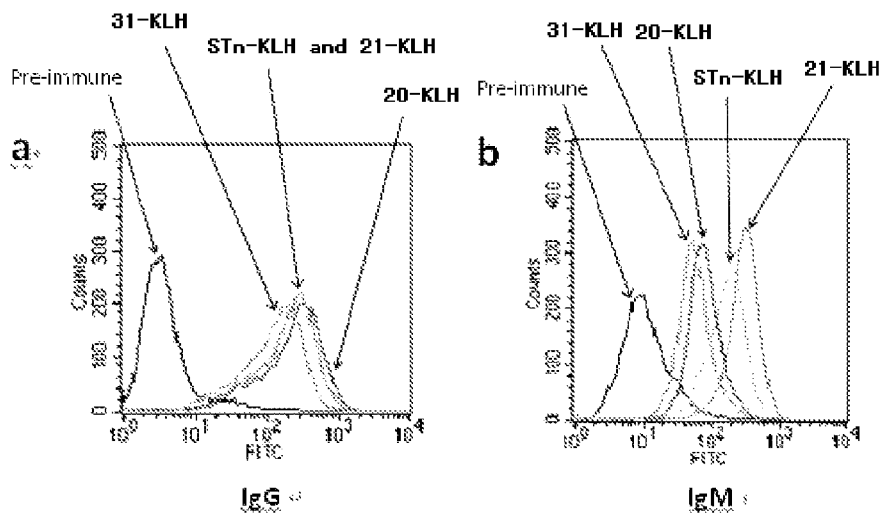 31-KLH
STn-KLH and 21-KLH
Pre-immune
20-KLH
a
500
400
300
200
100
0
Counts
10^0 10^1 10^2 10^3 10^4
FITC
IgG
31-KLH 20-KLH
STn-KLH 21-KLH
Pre-immune
b
500
400
300
200
100
0
Counts
10^0 10^1 10^2 10^3 10^4
FITC
IgM